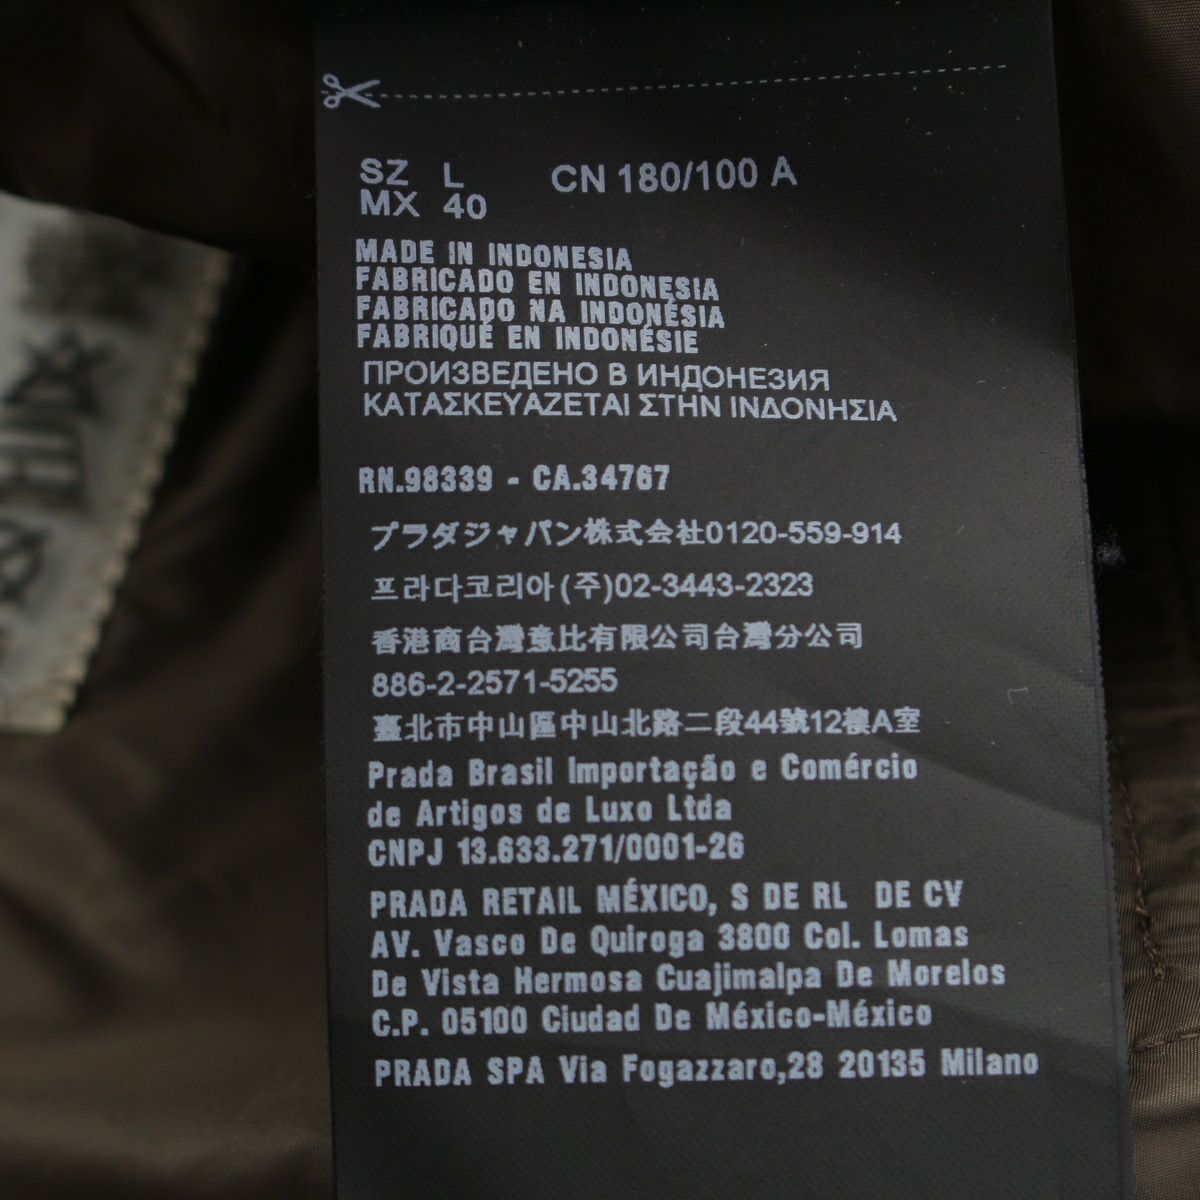 SZ L CN 180/100 A
MX 40
MADE IN INDONESIA
FABRICADO EN INDONESIA
FABRICADO NA INDONÉSIA
FABRIQUÉ EN INDONÉSIE
ПРОИЗВЕДЕНО В ИНДОНЕЗИЯ
ΚΑΤΑΣΚΕΥΑΖΕΤΑΙ ΣΤΗΝ ΙΝΔΟΝΗΣΙΑ
RN.98339 - CA.34767
プラダジャパン株式会社0120-559-914
프라다코리아(주)02-3443-2323
香港商台灣意比有限公司台灣分公司
886-2-2571-5255
臺北市中山區中山北路二段44號12樓A室
Prada Brasil Importação e Comércio
de Artigos de Luxo Ltda
CNPJ 13.633.271/0001-26
PRADA RETAIL MÉXICO, S DE RL DE CV
AV. Vasco De Quiroga 3800 Col. Lomas
De Vista Hermosa Cuajimalpa De Morelos
C.P. 05100 Ciudad De México-México
PRADA SPA Via Fogazzaro,28 20135 Milano